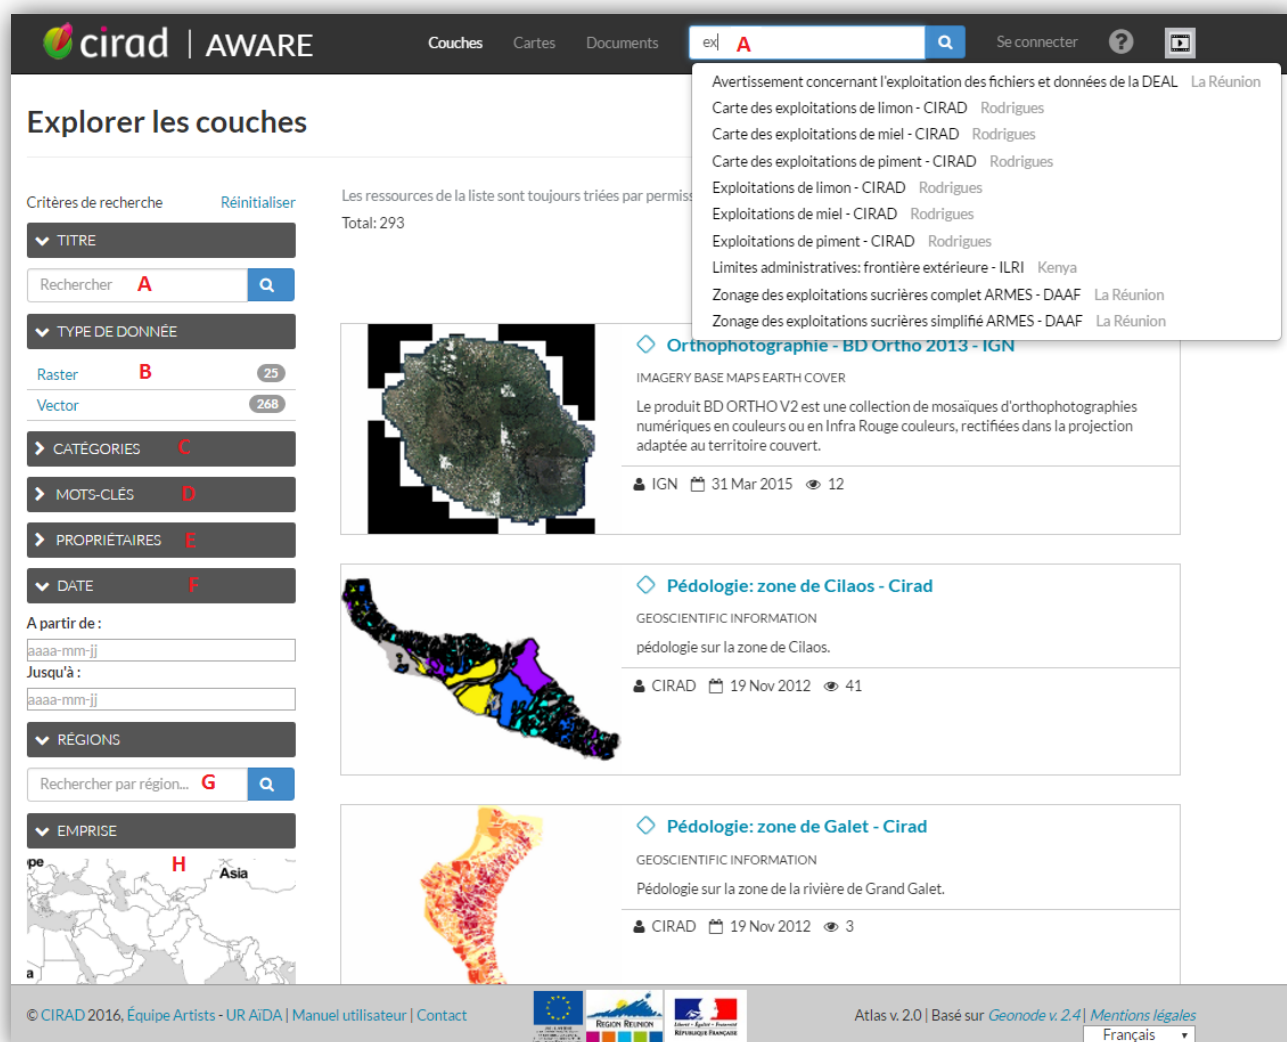 cirad | AWARE
Couches Cartes Documents ex A Se connecter ?
Avertissement concernant l'exploitation des fichiers et données de la DEAL La Réunion
Carte des exploitations de limon - CIRAD Rodrigues
Carte des exploitations de miel - CIRAD Rodrigues
Carte des exploitations de piment - CIRAD Rodrigues
Exploitations de limon - CIRAD Rodrigues
Exploitations de miel - CIRAD Rodrigues
Exploitations de piment - CIRAD Rodrigues
Limites administratives: frontière extérieure - ILRI Kenya
Zonage des exploitations sucrières complet ARMES - DAAF La Réunion
Zonage des exploitations sucrières simplifié ARMES - DAAF La Réunion
Explorer les couches
Critères de recherche Réinitialiser
TITRE
Rechercher A
TYPE DE DONNÉE
Raster B 25
Vector 268
CATÉGORIES C
MOTS-CLÉS D
PROPRIÉTAIRES E
DATE F
A partir de :
aaaa-mm-jj
Jusqu'à :
aaaa-mm-jj
RÉGIONS
Rechercher par région... G
EMPRISE
pe H Asia
a
Les ressources de la liste sont toujours triées par permiss
Total: 293
Orthophotographie - BD Ortho 2013 - IGN
IMAGERY BASE MAPS EARTH COVER
Le produit BD ORTHO V2 est une collection de mosaïques d'orthophotographies
numériques en couleurs ou en Infra Rouge couleurs, rectifiées dans la projection
adaptée au territoire couvert.
IGN 31 Mar 2015 12
Pédologie: zone de Cilaos - Cirad
GEOSCIENTIFIC INFORMATION
pédologie sur la zone de Cilaos.
CIRAD 19 Nov 2012 41
Pédologie: zone de Galet - Cirad
GEOSCIENTIFIC INFORMATION
Pédologie sur la zone de la rivière de Grand Galet.
CIRAD 19 Nov 2012 3
© CIRAD 2016, Équipe Artists - UR AïDA | Manuel utilisateur | Contact
REGION REUNION
Liberté • Égalité • Fraternité
RÉPUBLIQUE FRANÇAISE
Atlas v. 2.0 | Basé sur Geonode v. 2.4 | Mentions légales
Français